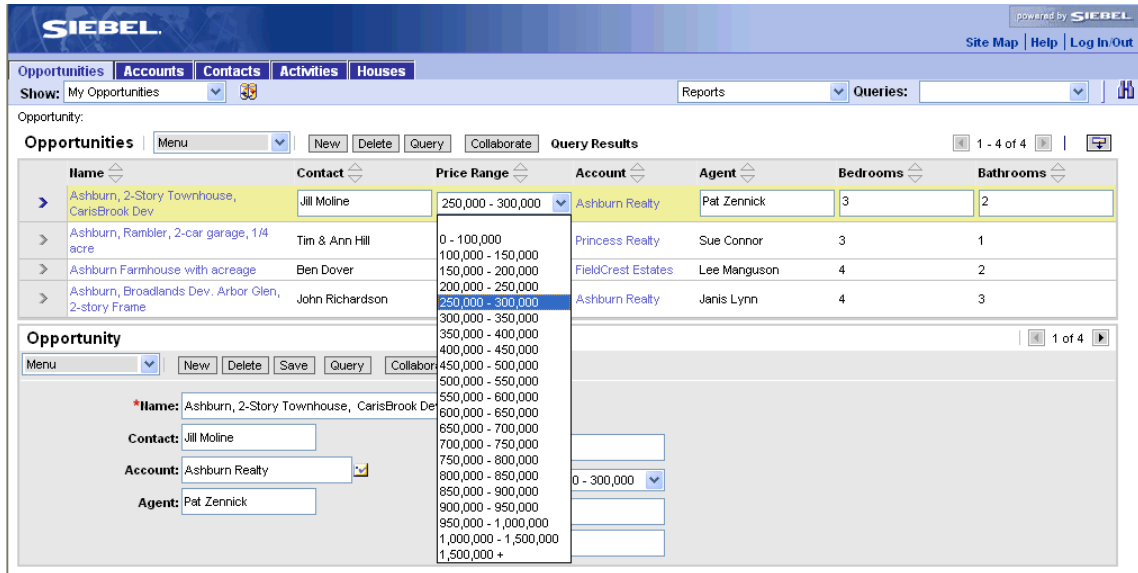 SIEBEL.
powered by SIEBEL.
Site Map | Help | Log In/Out
Opportunities Accounts Contacts Activities Houses
Show: My Opportunities Reports Queries:
Opportunity:
Opportunities Menu New Delete Query Collaborate Query Results 1 - 4 of 4
Name Contact Price Range Account Agent Bedrooms Bathrooms
Ashburn, 2-Story Townhouse, CarisBrook Dev Jill Moline 250,000 - 300,000 Ashburn Realty Pat Zennick 3 2
Ashburn, Rambler, 2-car garage, 1/4 acre Tim & Ann Hill Princess Realty Sue Connor 3 1
Ashburn Farmhouse with acreage Ben Dover FieldCrest Estates Lee Manguson 4 2
Ashburn, Broadlands Dev. Arbor Glen, 2-story Frame John Richardson Ashburn Realty Janis Lynn 4 3
0 - 100,000
100,000 - 150,000
150,000 - 200,000
200,000 - 250,000
250,000 - 300,000
300,000 - 350,000
350,000 - 400,000
400,000 - 450,000
450,000 - 500,000
500,000 - 550,000
550,000 - 600,000
600,000 - 650,000
650,000 - 700,000
700,000 - 750,000
750,000 - 800,000
800,000 - 850,000
850,000 - 900,000
900,000 - 950,000
950,000 - 1,000,000
1,000,000 - 1,500,000
1,500,000 +
Opportunity 1 of 4
Menu New Delete Save Query Collabor
*Name: Ashburn, 2-Story Townhouse, CarisBrook De
Contact: Jill Moline
Account: Ashburn Realty 0 - 300,000
Agent: Pat Zennick